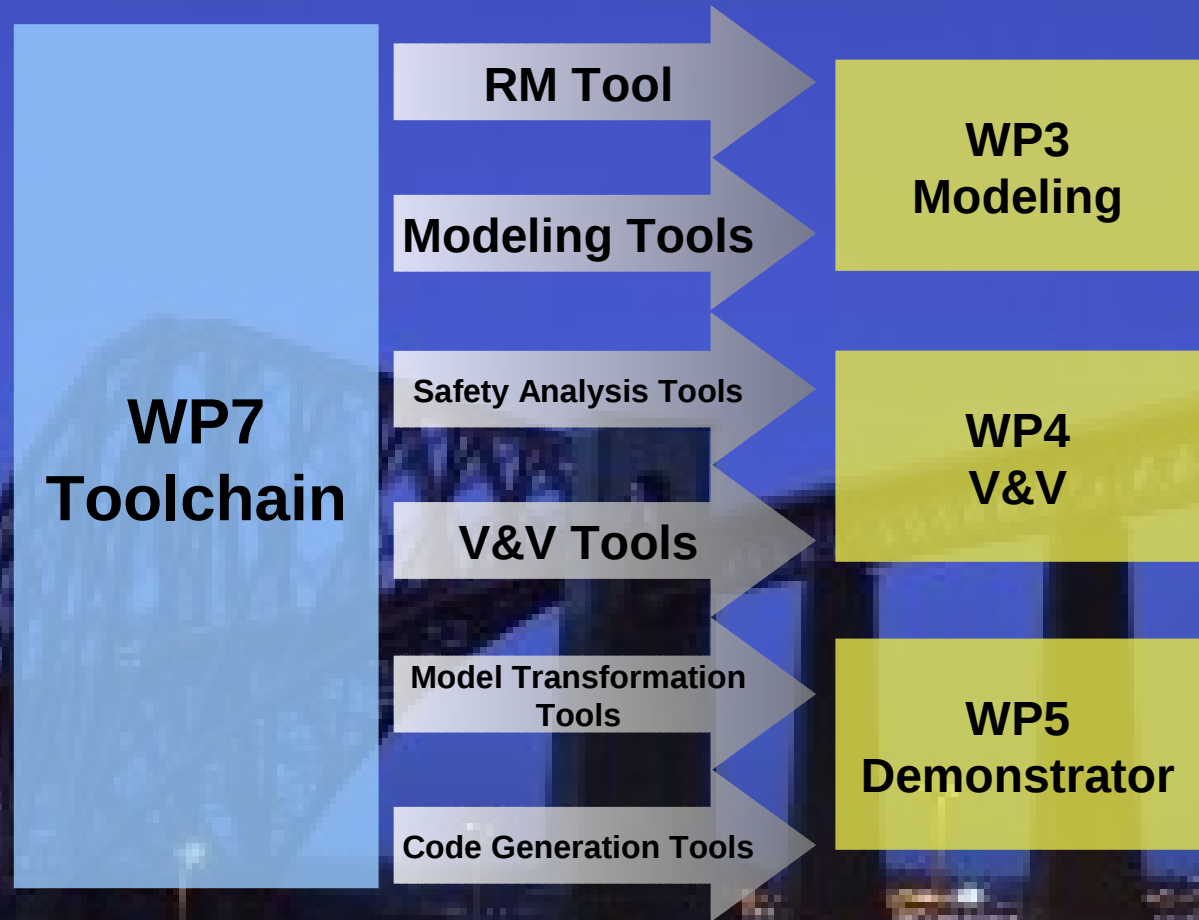 WP7
Toolchain
RM Tool
Modeling Tools
Safety Analysis Tools
V&V Tools
Model Transformation
Tools
Code Generation Tools
WP3
Modeling
WP4
V&V
WP5
Demonstrator